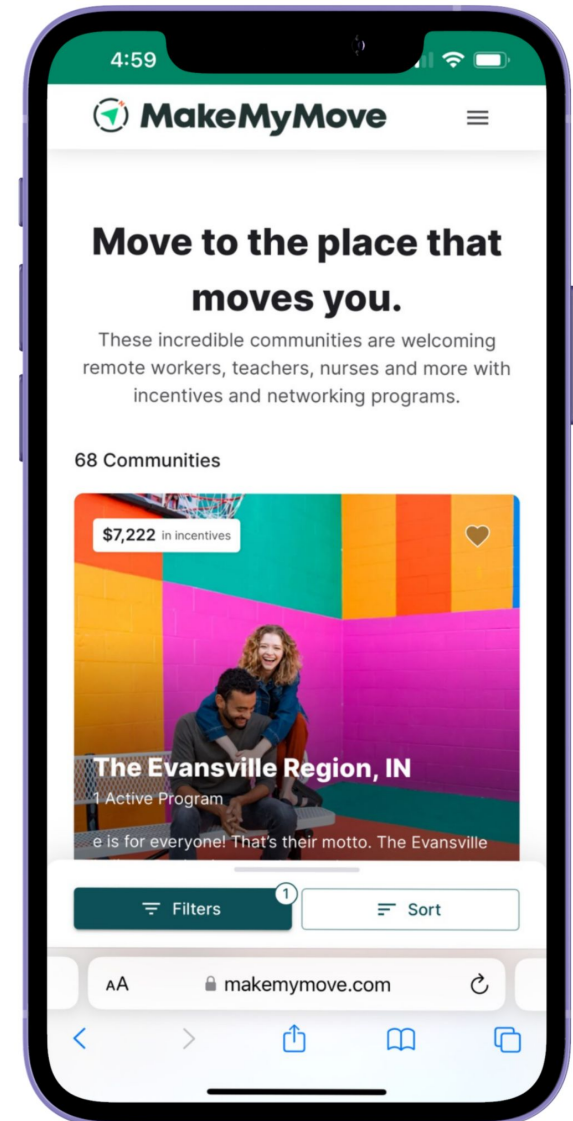 4:59
MakeMyMove
Move to the place that
moves you.
These incredible communities are welcoming
remote workers, teachers, nurses and more with
incentives and networking programs.
68 Communities
$7,222 in incentives
The Evansville Region, IN
1 Active Program
e is for everyone! That's their motto. The Evansville
Filters
1
Sort
AA
makemymove.com